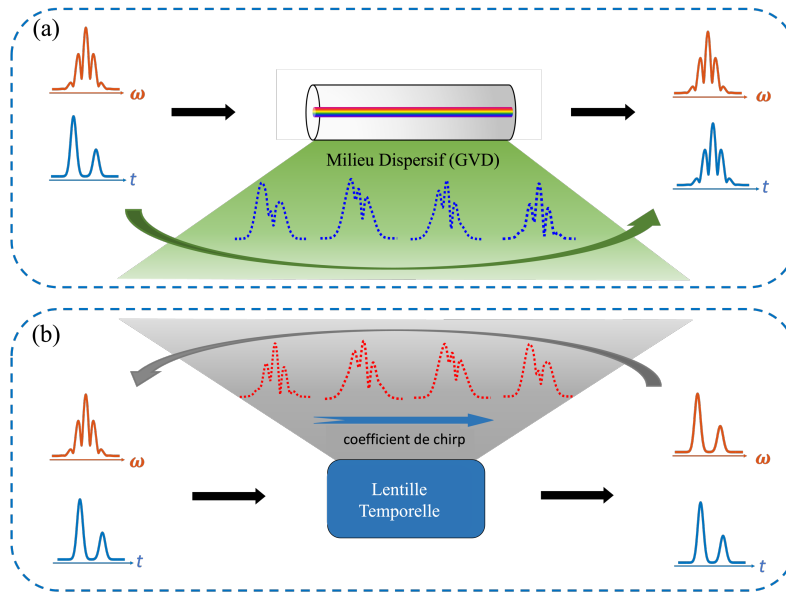 (a)
ω
ω
t
t
Milieu Dispersif (GVD)
(b)
coefficient de chirp
ω
ω
Lentille
Temporelle
t
t